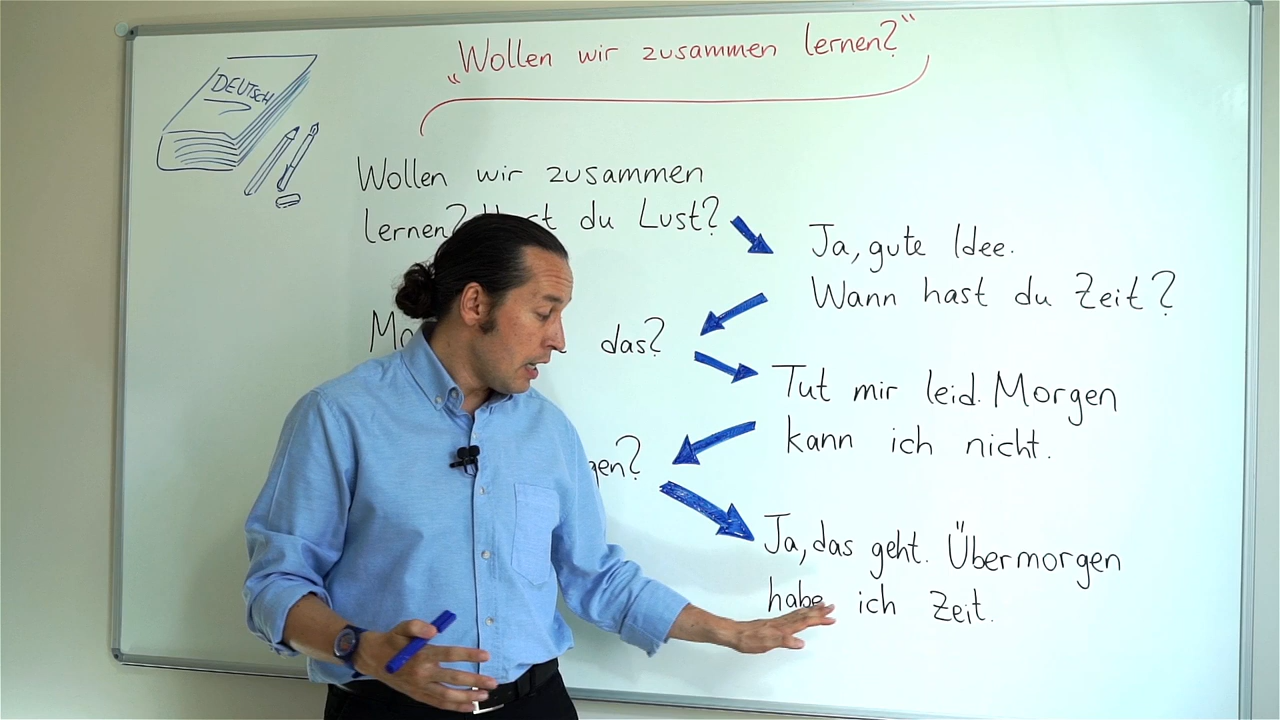 DEUTSCH
„Wollen wir zusammen lernen?“
Wollen wir zusammen
lernen? du Lust?
Ja, gute Idee.
Wann hast du Zeit?
das?
Tut mir leid. Morgen
kann ich nicht.
Ja, das geht. Übermorgen
habe ich Zeit.